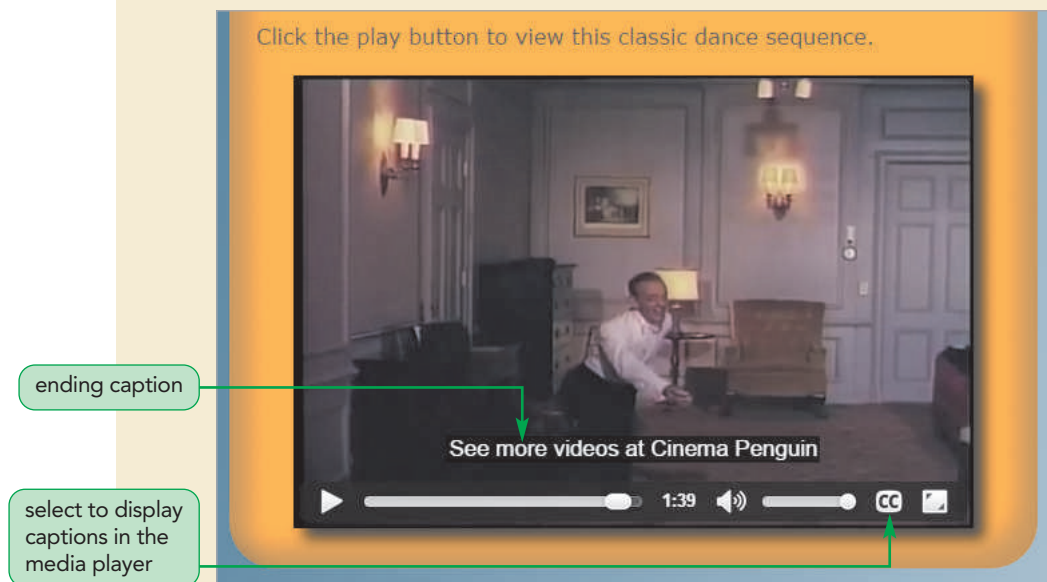 Click the play button to view this classic dance sequence.
ending caption
See more videos at Cinema Penguin
1:39
CC
select to display
captions in the
media player